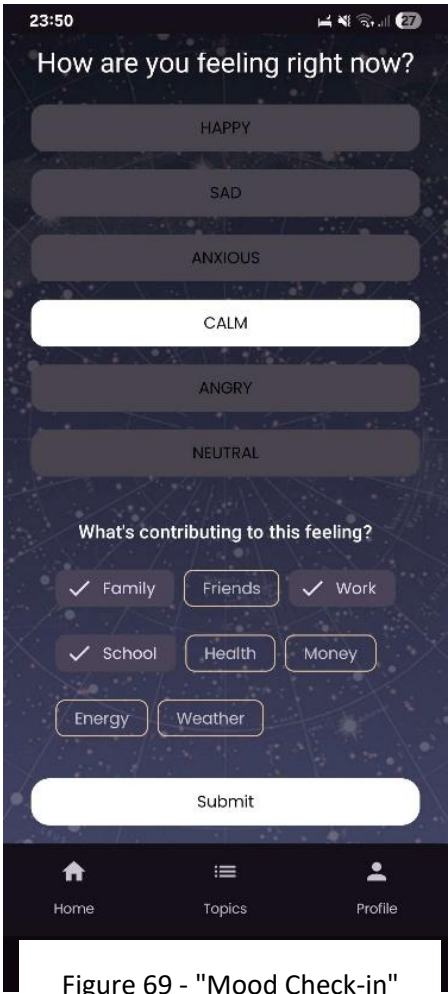 23:50
27
How are you feeling right now?
HAPPY
SAD
ANXIOUS
CALM
ANGRY
NEUTRAL
What's contributing to this feeling?
Family Friends Work
School Health Money
Energy Weather
Submit
Home Topics Profile
Figure 69 - "Mood Check-in"